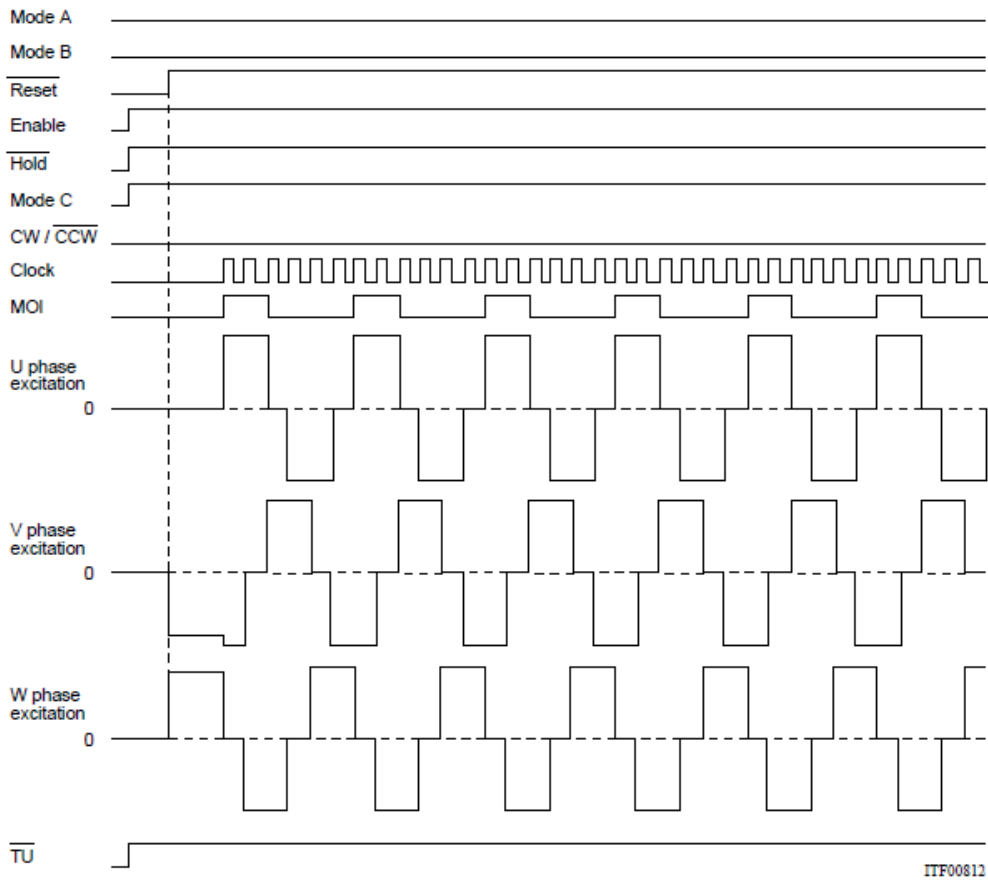 Mode A
Mode B
Reset
Enable
Hold
Mode C
CW / CCW
Clock
MOI
U phase
excitation
0
V phase
excitation
0
W phase
excitation
0
TU
ITF00812